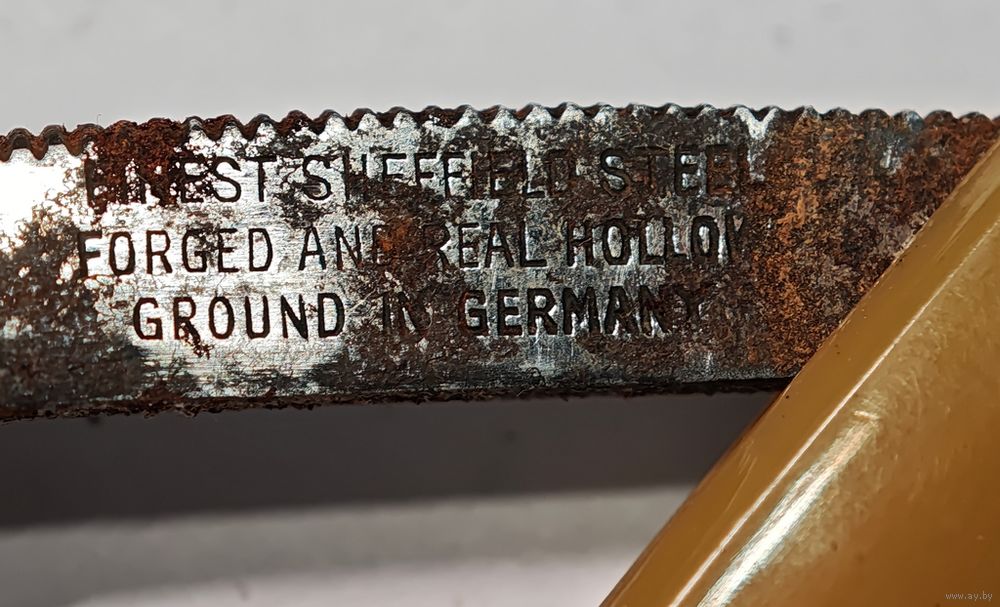 FINEST SHEFFIELD STEEL
FORGED AND REAL HOLLOW
GROUND IN GERMANY
www.ay.by